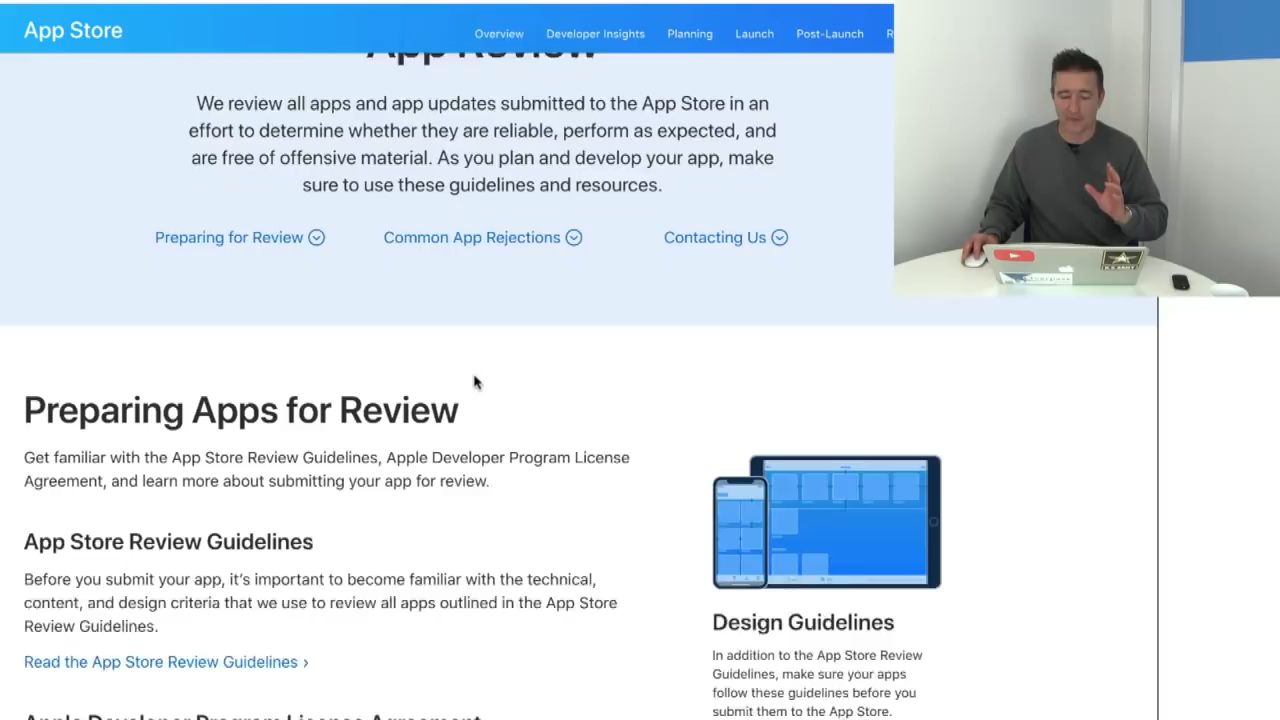 App Store
Overview
Developer Insights
Planning
Launch
Post-Launch
R
App Review
We review all apps and app updates submitted to the App Store in an
effort to determine whether they are reliable, perform as expected, and
are free of offensive material. As you plan and develop your app, make
sure to use these guidelines and resources.
Preparing for Review
Common App Rejections
Contacting Us
Preparing Apps for Review
Get familiar with the App Store Review Guidelines, Apple Developer Program License
Agreement, and learn more about submitting your app for review.
App Store Review Guidelines
Before you submit your app, it's important to become familiar with the technical,
content, and design criteria that we use to review all apps outlined in the App Store
Review Guidelines.
Read the App Store Review Guidelines ›
Apple Developer Program License Agreement
Design Guidelines
In addition to the App Store Review
Guidelines, make sure your apps
follow these guidelines before you
submit them to the App Store.
U.S. ARMY